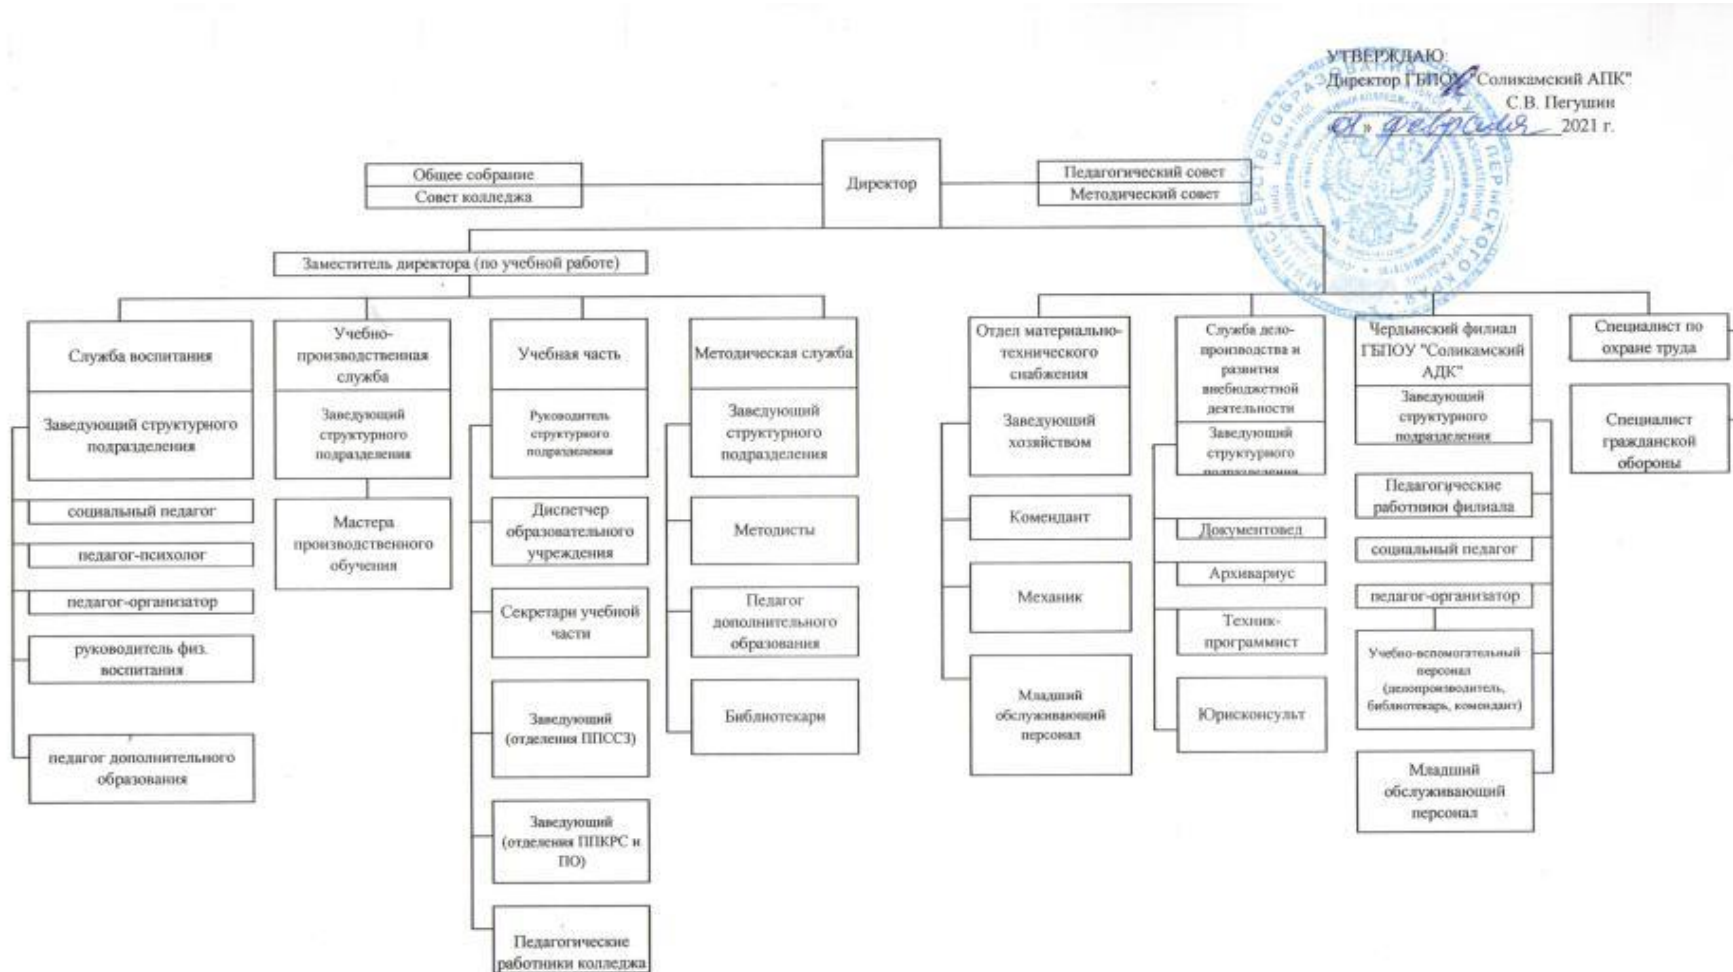 УТВЕРЖДАЮ:
Директор ГБПОУ "Соликамский АПК"
С.В. Пегушин
» февраля 2021 г.
Общее собрание
Совет колледжа
Директор
Педагогический совет
Методический совет
Заместитель директора (по учебной работе)
Служба воспитания
Заведующий структурного
подразделения
социальный педагог
педагог-психолог
педагог-организатор
руководитель физ.
воспитания
педагог дополнительного
образования
Учебно-
производственная
служба
Заведующий
структурного
подразделения
Мастера
производственного
обучения
Учебная часть
Руководитель
структурного
подразделения
Диспетчер
образовательного
учреждения
Секретари учебной
части
Заведующий
(отделения ППССЗ)
Заведующий
(отделения ППКРС и
ПО)
Педагогические
работники колледжа
Методическая служба
Заведующий
структурного
подразделения
Методисты
Педагог
дополнительного
образования
Библиотекари
Отдел материально-
технического
снабжения
Заведующий
хозяйством
Комендант
Механик
Младший
обслуживающий
персонал
Служба дело-
производства и
развития
внебюджетной
деятельности
Заведующий
структурного
подразделения
Документовед
Архивариус
Техник-
программист
Юрисконсульт
Чердынский филиал
ГБПОУ "Соликамский
АДК"
Заведующий
структурного
подразделения
Педагогические
работники филиала
социальный педагог
педагог-организатор
Учебно-вспомогательный
персонал
(делопроизводитель,
библиотекарь, комендант)
Младший
обслуживающий
персонал
Специалист по
охране труда
Специалист
гражданской
обороны
МИНИСТЕРСТВО ОБРАЗОВАНИЯ И НАУКИ ПЕРМСКОГО КРАЯ